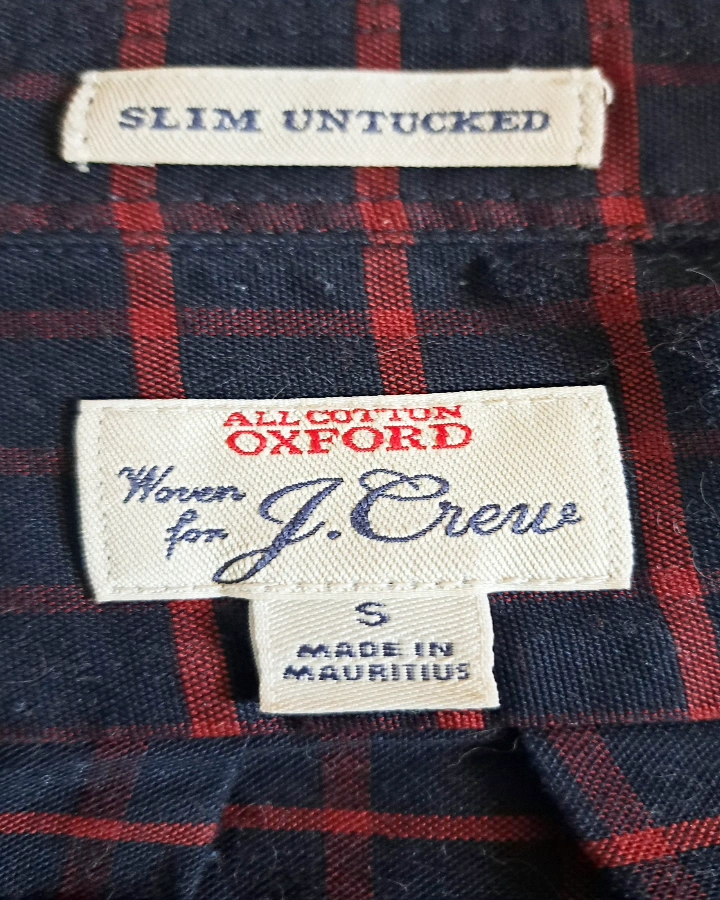 SLIM UNTUCKED
ALL COTTON
OXFORD
Woven
for J.Crew
S
MADE IN
MAURITIUS